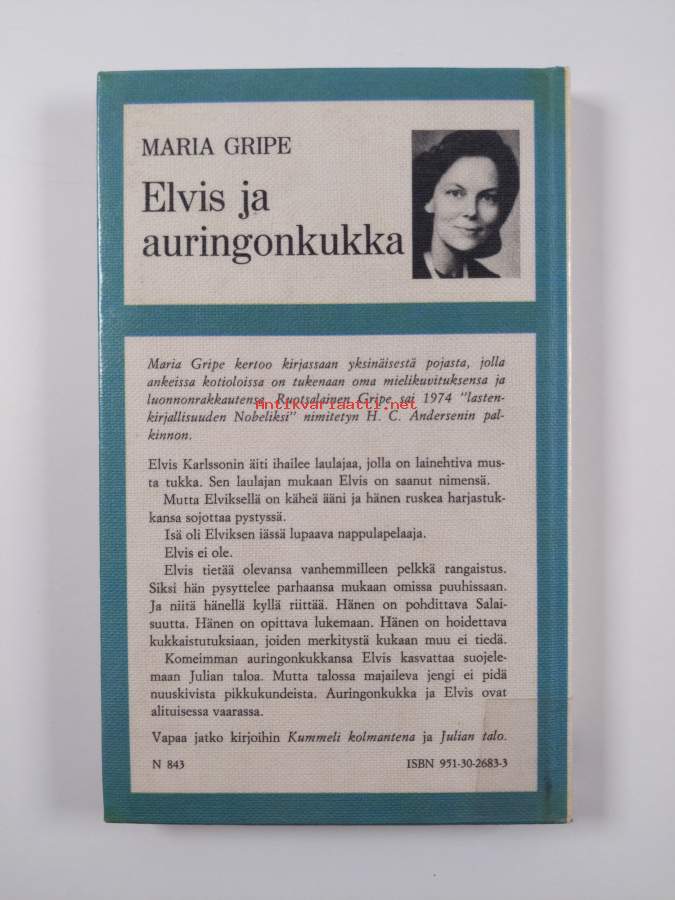 MARIA GRIPE
Elvis ja
auringonkukka
Maria Gripe kertoo kirjassaan yksinäisestä pojasta, jolla
ankeissa kotioloissa on tukenaan oma mielikuvituksensa ja
luonnonrakkautensa. Ruotsalainen Gripe sai 1974 "lasten-
Antikvariaatti.net
kirjallisuuden Nobeliksi" nimitetyn H. C. Andersenin pal-
kinnon.
Elvis Karlssonin äiti ihailee laulajaa, jolla on lainehtiva mus-
ta tukka. Sen laulajan mukaan Elvis on saanut nimensä.
Mutta Elviksellä on käheä ääni ja hänen ruskea harjastuk-
kansa sojottaa pystyssä.
Isä oli Elviksen iässä lupaava nappulapelaaja.
Elvis ei ole.
Elvis tietää olevansa vanhemmilleen pelkkä rangaistus.
Siksi hän pysyttelee parhaansa mukaan omissa puuhissaan.
Ja niitä hänellä kyllä riittää. Hänen on pohdittava Salai-
suutta. Hänen on opittava lukemaan. Hänen on hoidettava
kukkaistutuksiaan, joiden merkitystä kukaan muu ei tiedä.
Komeimman auringonkukkansa Elvis kasvattaa suojele-
maan Julian taloa. Mutta talossa majaileva jengi ei pidä
nuuskivista pikkukundeista. Auringonkukka ja Elvis ovat
alituisessa vaarassa.
Vapaa jatko kirjoihin Kummeli kolmantena ja Julian talo.
N 843 ISBN 951-30-2683-3